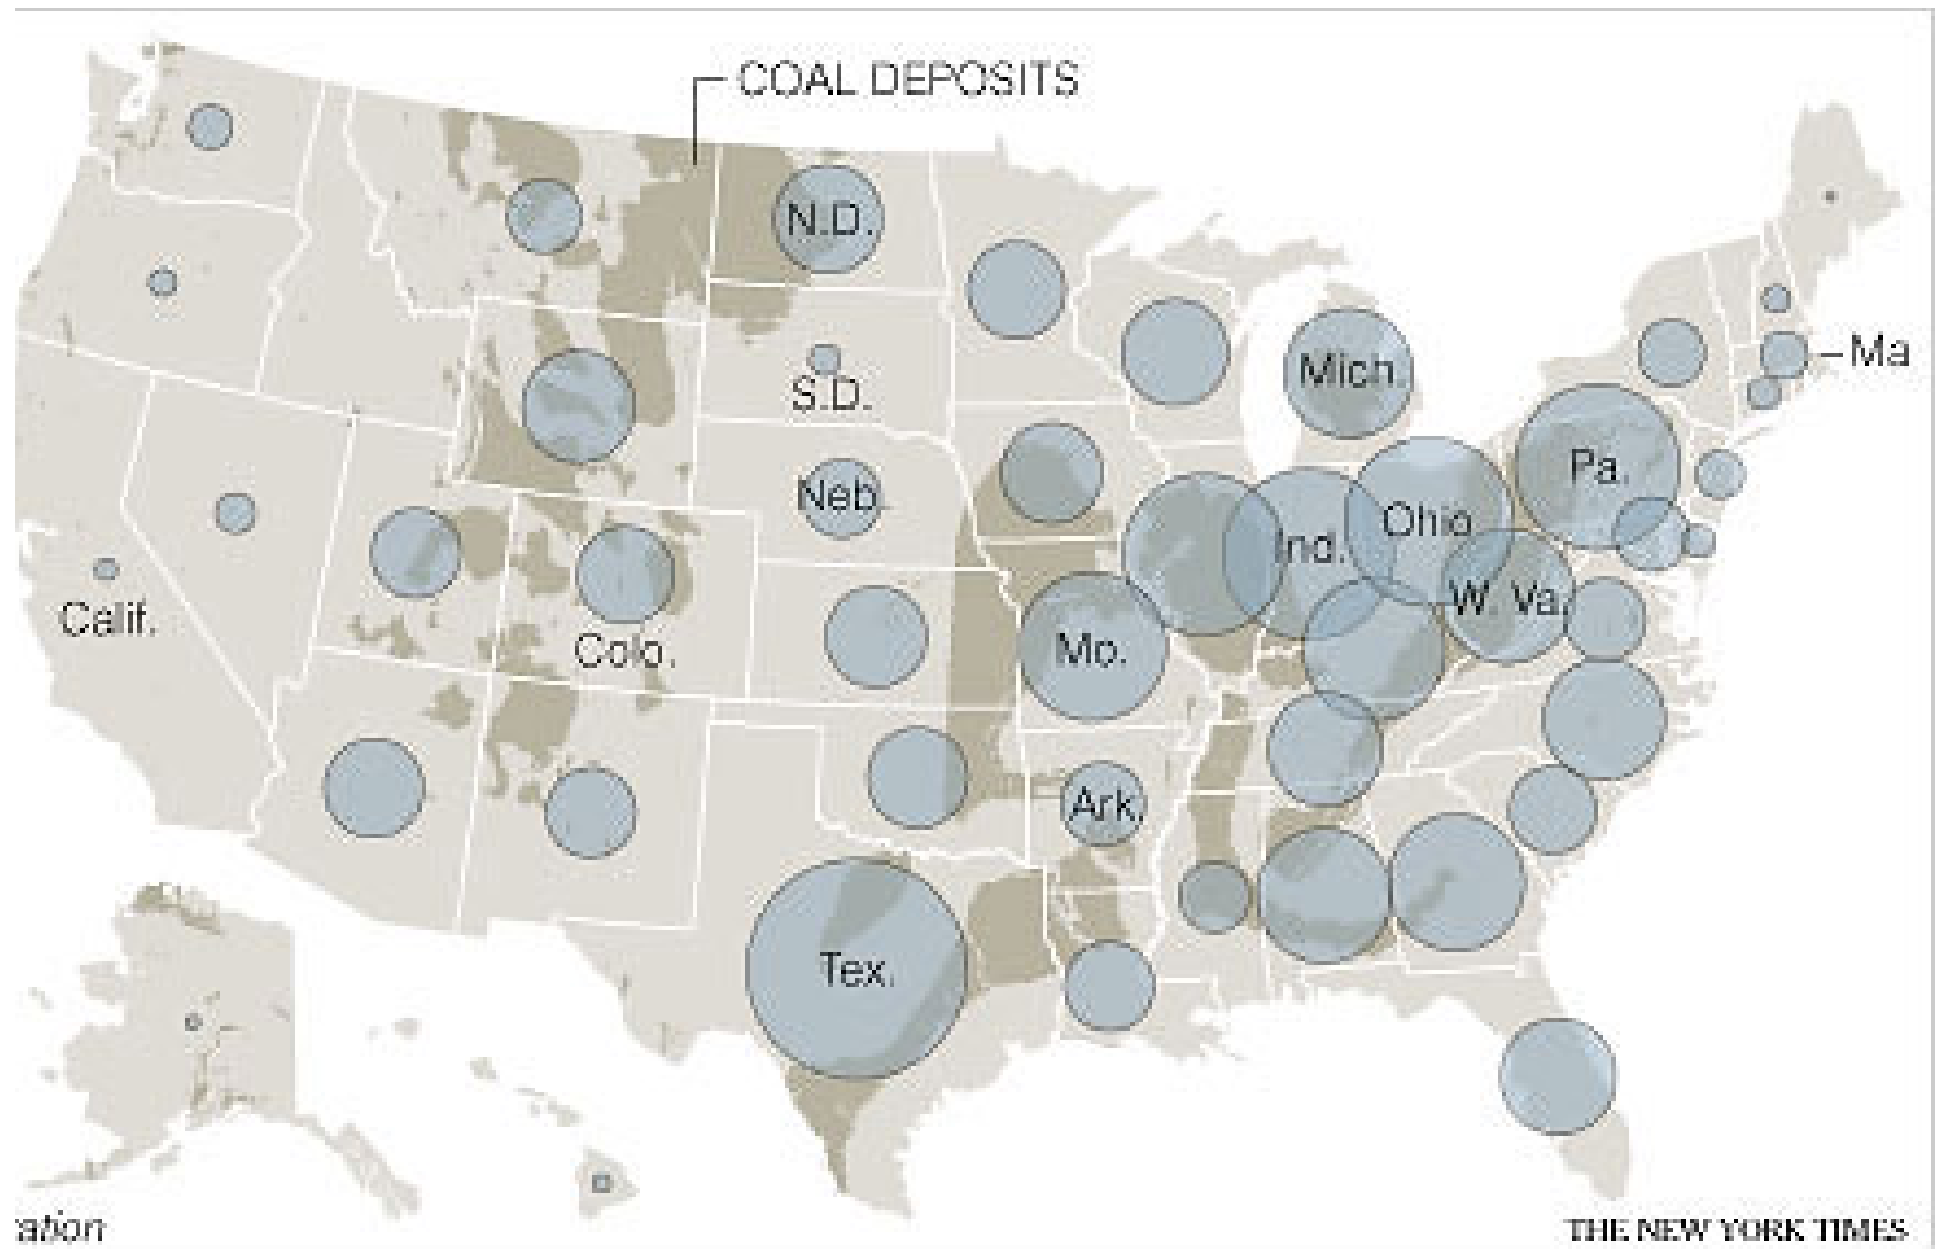 COAL DEPOSITS
N.D.
Mich.
Ma
S.D.
Pa.
Neb.
Ohio
Ind.
W. Va.
Calif.
Colo.
Mo.
Ark.
Tex.
ation
THE NEW YORK TIMES